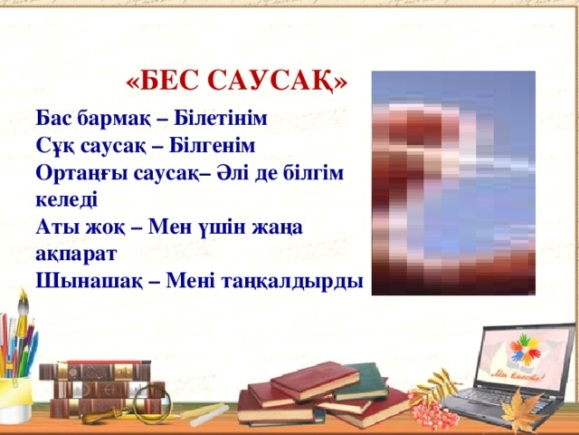 «БЕС САУСАҚ»
Бас бармақ – Білетінім
Сұқ саусақ – Білгенім
Ортаңғы саусақ– Әлі де білгім
келеді
Аты жоқ – Мен үшін жаңа
ақпарат
Шынашақ – Мені таңқалдырды